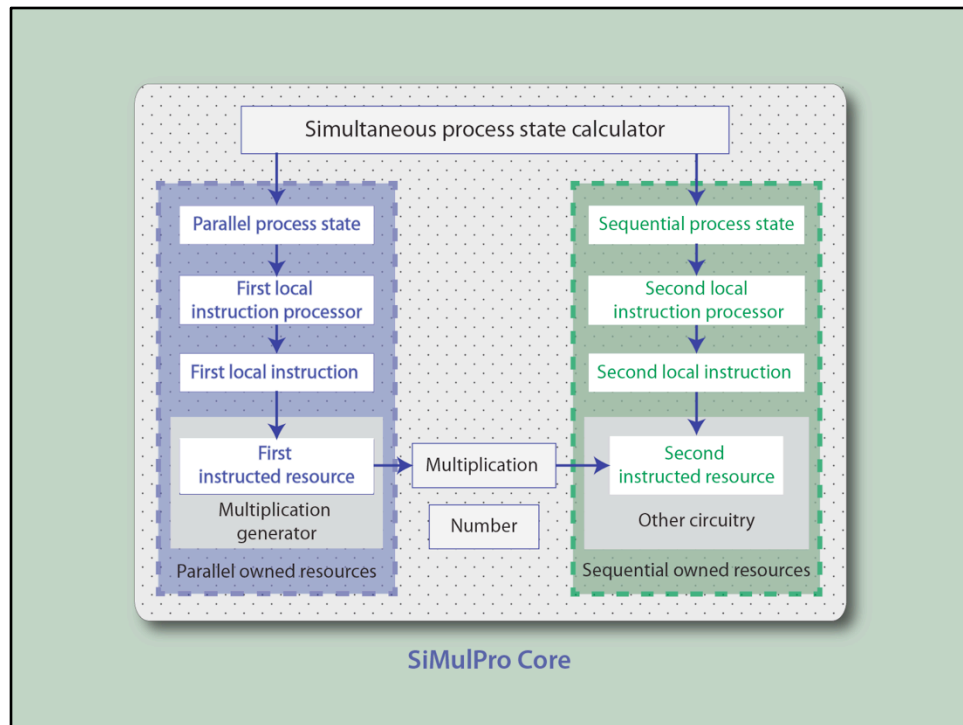 Simultaneous process state calculator
Parallel process state
First local
instruction processor
First local instruction
First
instructed resource
Multiplication
generator
Parallel owned resources
Multiplication
Number
Sequential process state
Second local
instruction processor
Second local instruction
Second
instructed resource
Other circuitry
Sequential owned resources
SiMulPro Core